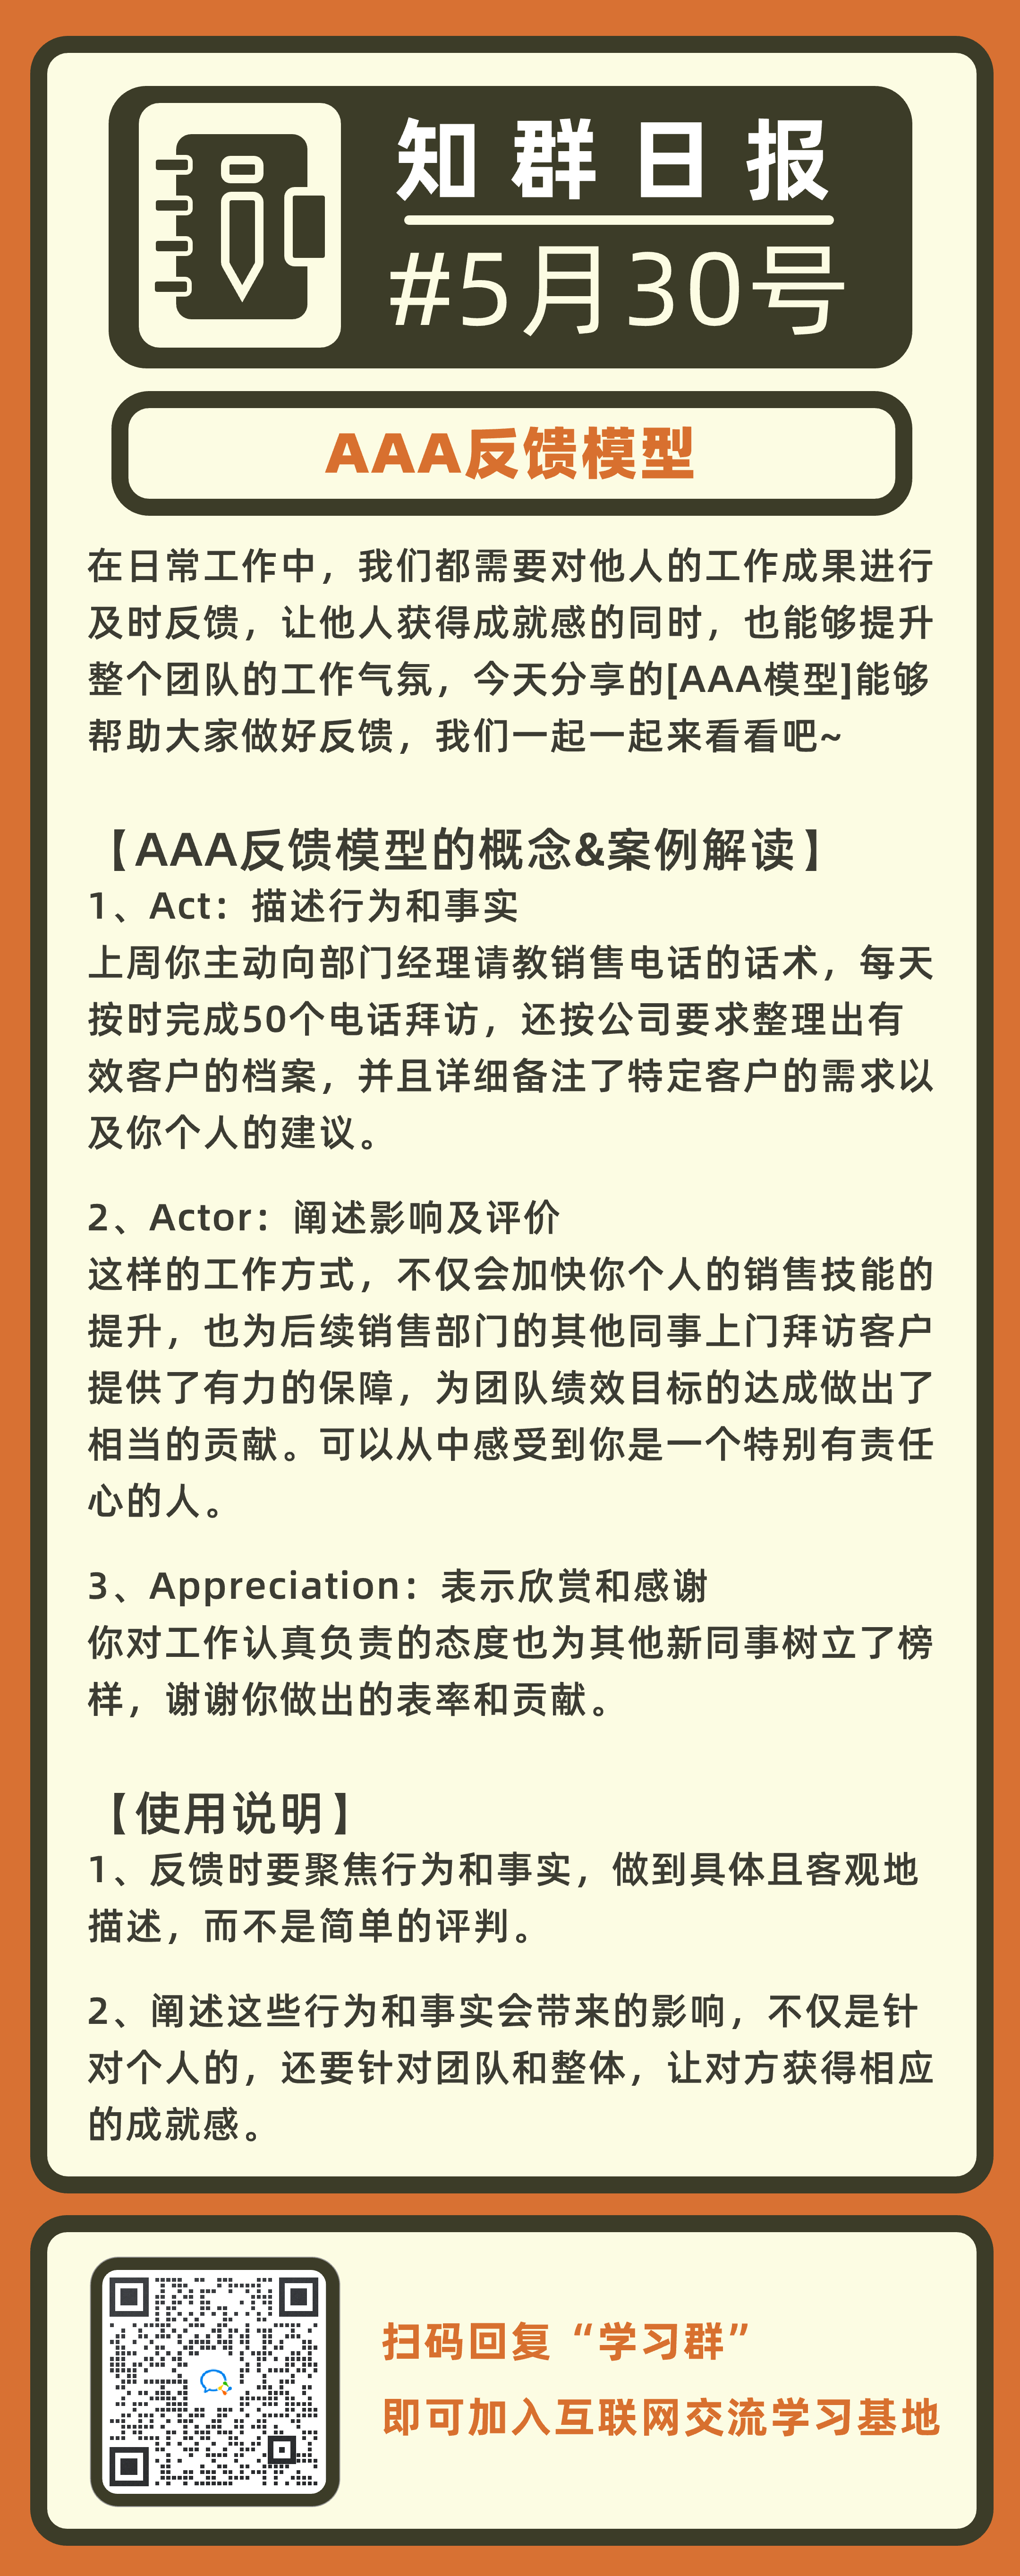 知群日报
#5月30号
AAA反馈模型
在日常工作中，我们都需要对他人的工作成果进行
及时反馈，让他人获得成就感的同时，也能够提升
整个团队的工作气氛，今天分享的[AAA模型]能够
帮助大家做好反馈，我们一起一起来看看吧~
【AAA反馈模型的概念&案例解读】
1、Act：描述行为和事实
上周你主动向部门经理请教销售电话的话术，每天
按时完成50个电话拜访，还按公司要求整理出有
效客户的档案，并且详细备注了特定客户的需求以
及你个人的建议。
2、Actor：阐述影响及评价
这样的工作方式，不仅会加快你个人的销售技能的
提升，也为后续销售部门的其他同事上门拜访客户
提供了有力的保障，为团队绩效目标的达成做出了
相当的贡献。可以从中感受到你是一个特别有责任
心的人。
3、Appreciation：表示欣赏和感谢
你对工作认真负责的态度也为其他新同事树立了榜
样，谢谢你做出的表率和贡献。
【使用说明】
1、反馈时要聚焦行为和事实，做到具体且客观地
描述，而不是简单的评判。
2、阐述这些行为和事实会带来的影响，不仅是针
对个人的，还要针对团队和整体，让对方获得相应
的成就感。
扫码回复“学习群”
即可加入互联网交流学习基地